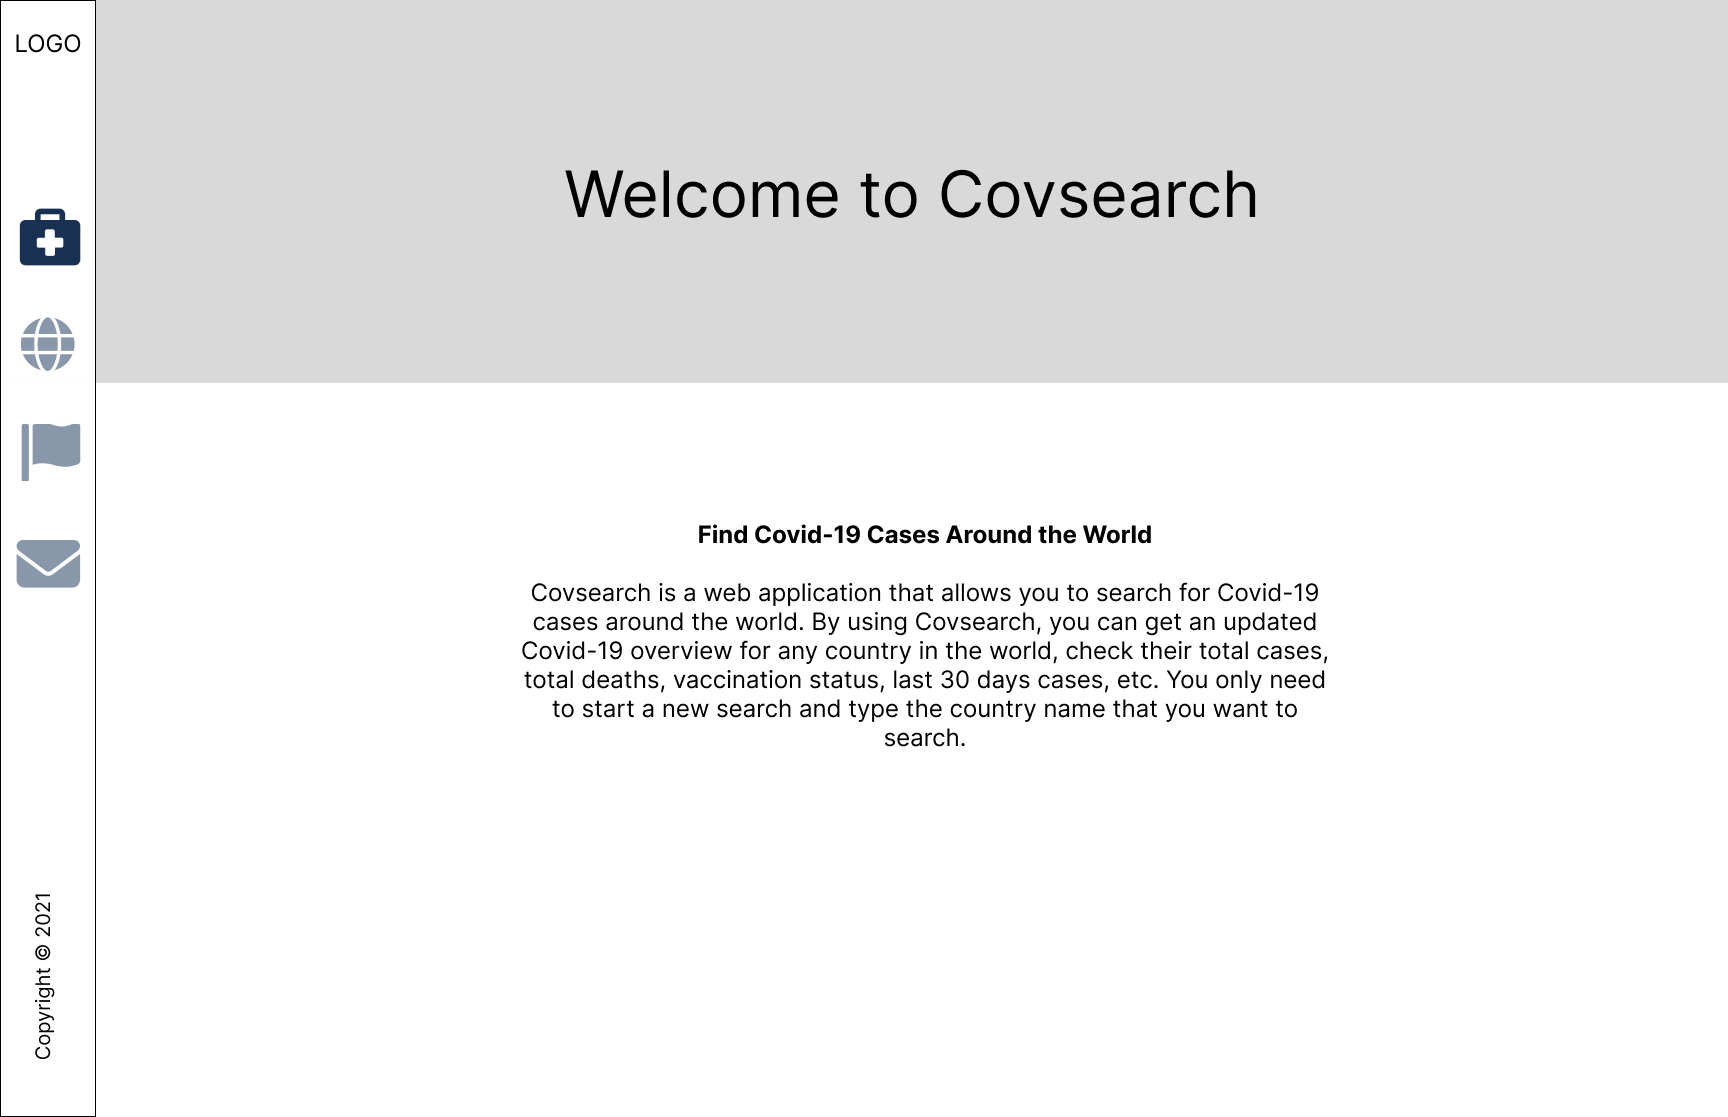 LOGO
Welcome to Covsearch
Find Covid-19 Cases Around the World
Covsearch is a web application that allows you to search for Covid-19
cases around the world. By using Covsearch, you can get an updated
Covid-19 overview for any country in the world, check their total cases,
total deaths, vaccination status, last 30 days cases, etc. You only need
to start a new search and type the country name that you want to
search.
Copyright © 2021